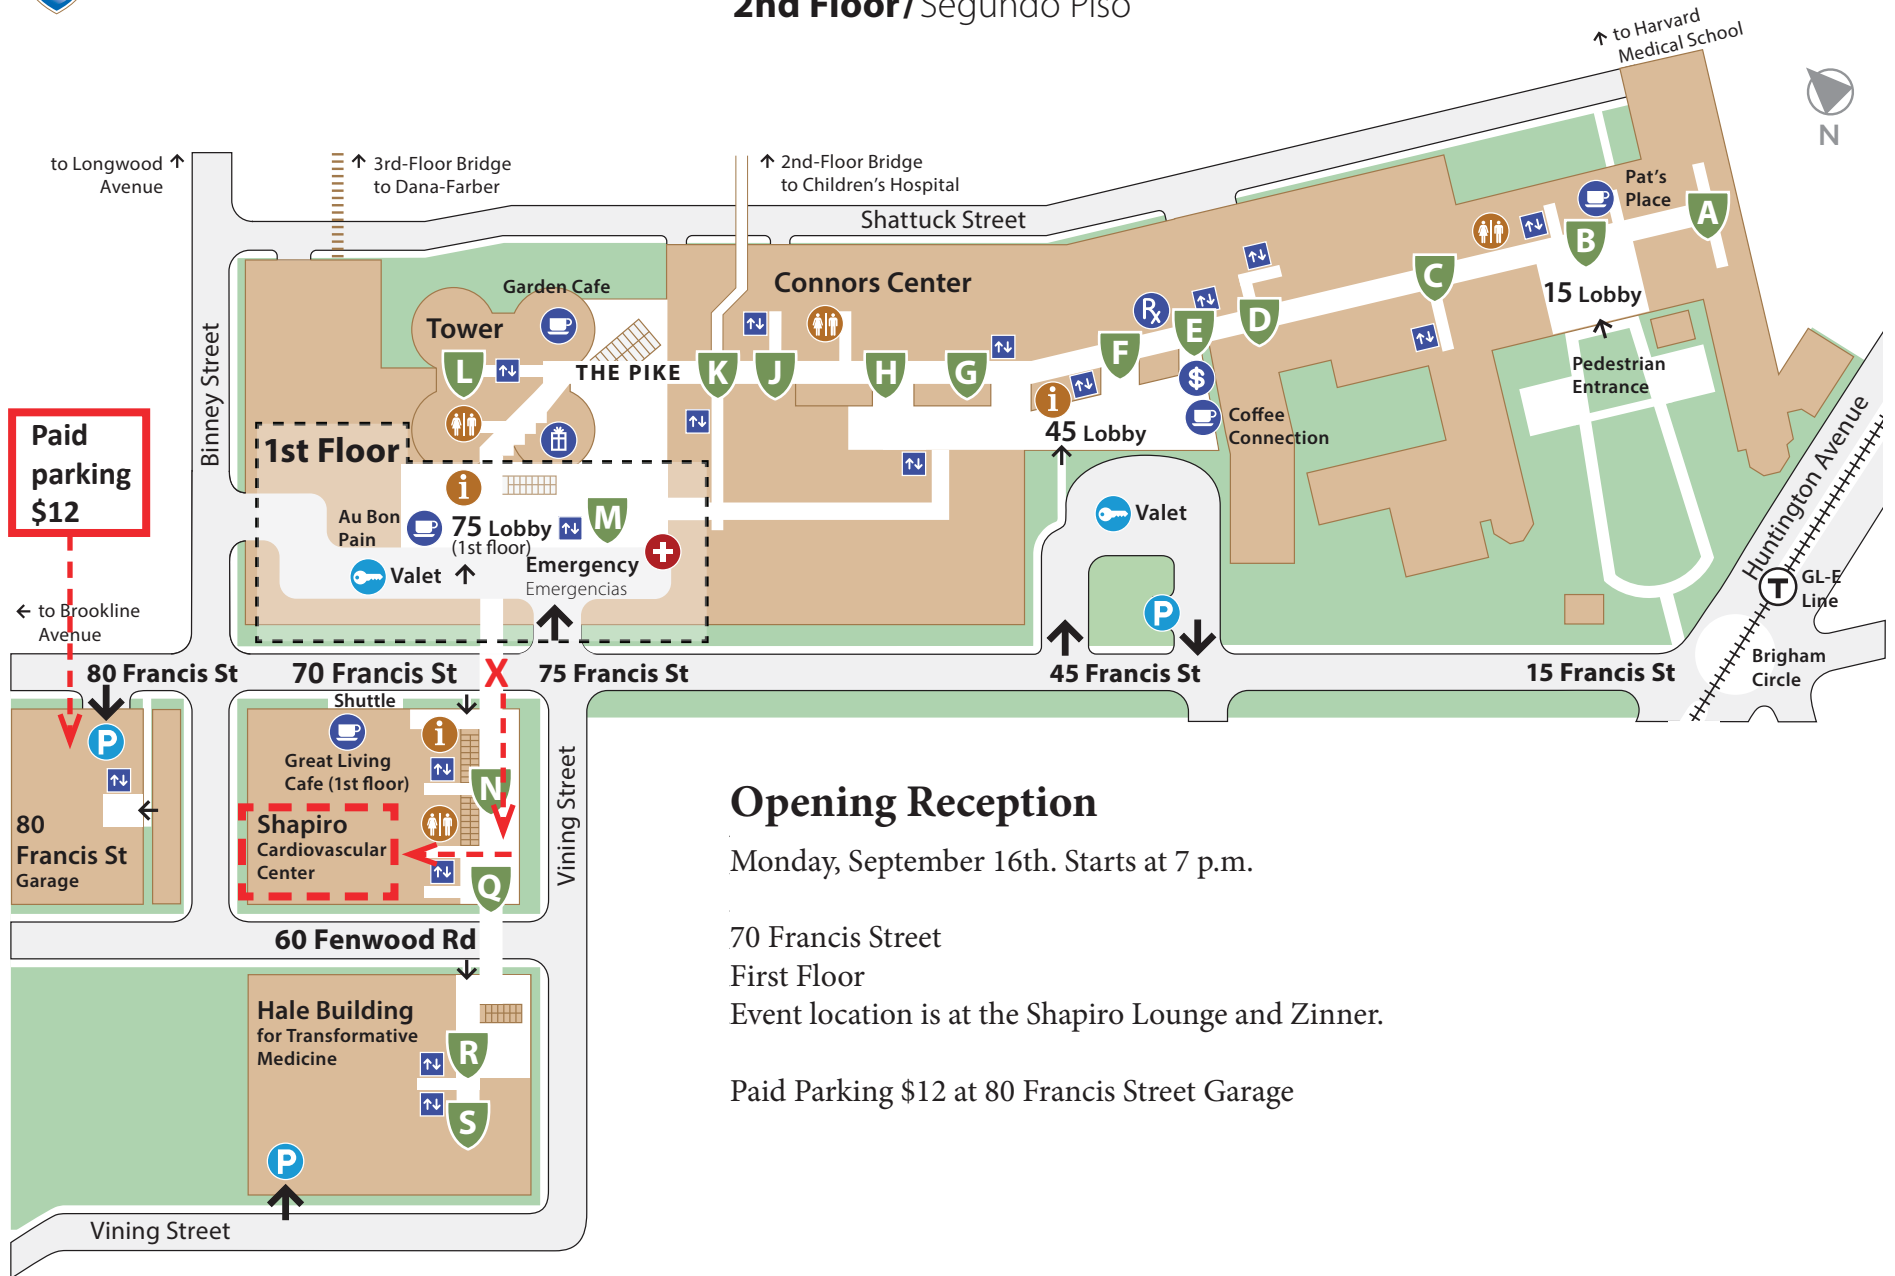 2nd Floor/Segundo Piso
to Harvard
Medical School
N
to Longwood
Avenue
3rd-Floor Bridge
to Dana-Farber
2nd-Floor Bridge
to Children's Hospital
Shattuck Street
Pat's
Place
A
B
C
15 Lobby
Pedestrian
Entrance
Connors Center
Garden Cafe
Tower
L
THE PIKE
K
J
H
G
F
E
D
Rx
$
i
45 Lobby
Coffee
Connection
Binney Street
Huntington Avenue
Paid
parking
$12
1st Floor
i
Au Bon
Pain
75 Lobby
(1st floor)
M
Valet
Emergency
Emergencias
Valet
P
T
GL-E
Line
Brigham
Circle
to Brookline
Avenue
80 Francis St
70 Francis St
X
75 Francis St
45 Francis St
15 Francis St
Shuttle
P
i
Great Living
Cafe (1st floor)
N
80
Francis St
Garage
Shapiro
Cardiovascular
Center
Q
Vining Street
60 Fenwood Rd
Hale Building
for Transformative
Medicine
R
S
P
Vining Street
Opening Reception
Monday, September 16th. Starts at 7 p.m.
70 Francis Street
First Floor
Event location is at the Shapiro Lounge and Zinner.
Paid Parking $12 at 80 Francis Street Garage